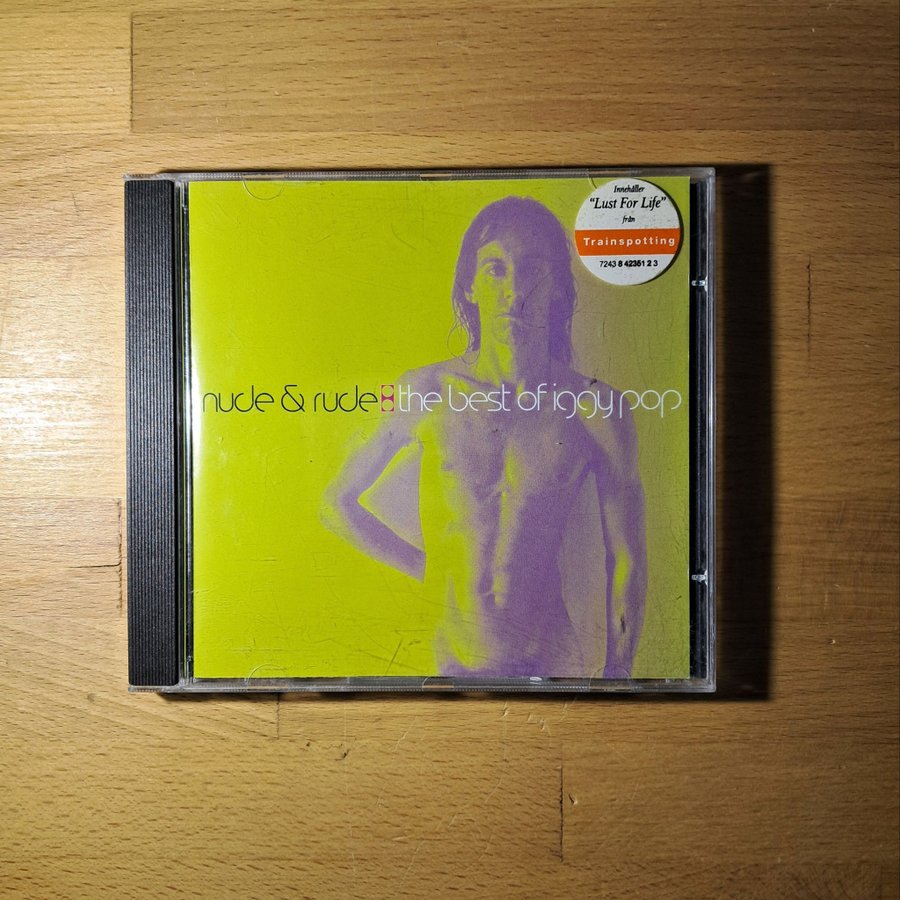 Innehåller
"Lust For Life"
från
Trainspotting
7243 8 42351 2 3
nude & rude the best of iggy pop